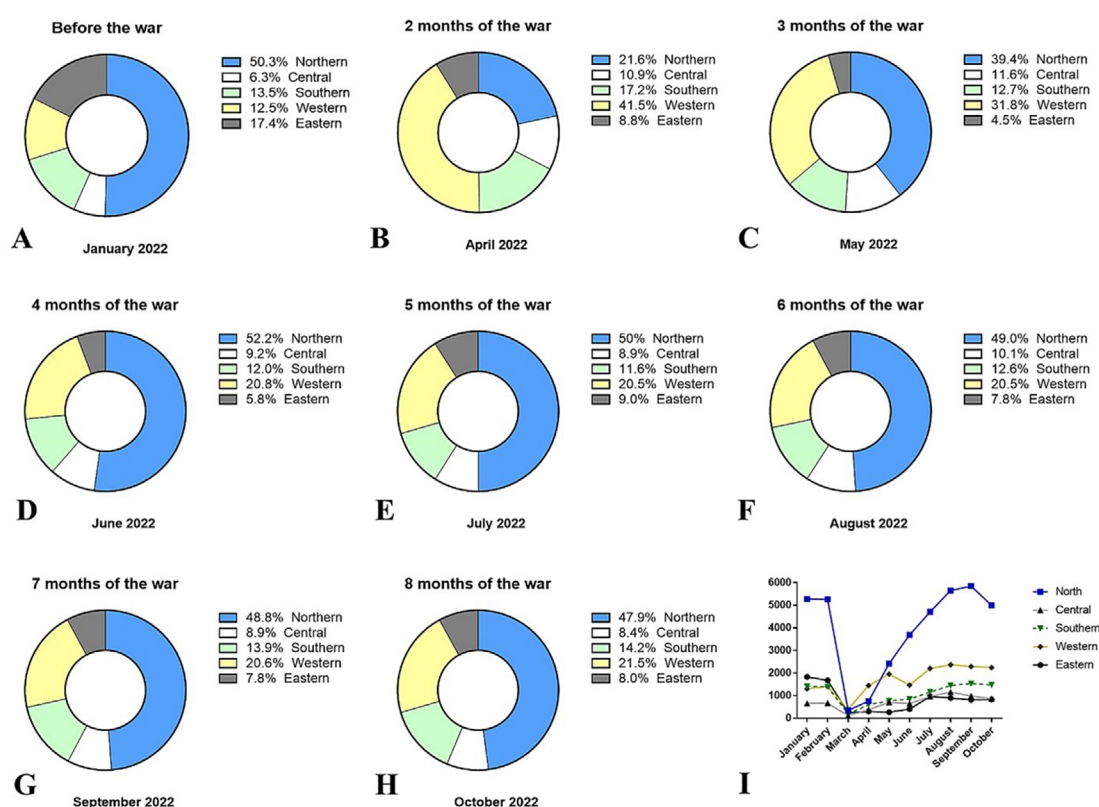 Before the war
50.3% Northern
6.3% Central
13.5% Southern
12.5% Western
17.4% Eastern
A
January 2022
2 months of the war
21.6% Northern
10.9% Central
17.2% Southern
41.5% Western
8.8% Eastern
B
April 2022
3 months of the war
39.4% Northern
11.6% Central
12.7% Southern
31.8% Western
4.5% Eastern
C
May 2022
4 months of the war
52.2% Northern
9.2% Central
12.0% Southern
20.8% Western
5.8% Eastern
D
June 2022
5 months of the war
50% Northern
8.9% Central
11.6% Southern
20.5% Western
9.0% Eastern
E
July 2022
6 months of the war
49.0% Northern
10.1% Central
12.6% Southern
20.5% Western
7.8% Eastern
F
August 2022
7 months of the war
48.8% Northern
8.9% Central
13.9% Southern
20.6% Western
7.8% Eastern
G
September 2022
8 months of the war
47.9% Northern
8.4% Central
14.2% Southern
21.5% Western
8.0% Eastern
H
October 2022
6000
5000
4000
3000
2000
1000
0
January
February
March
April
May
June
July
August
September
October
North
Central
Southern
Western
Eastern
I